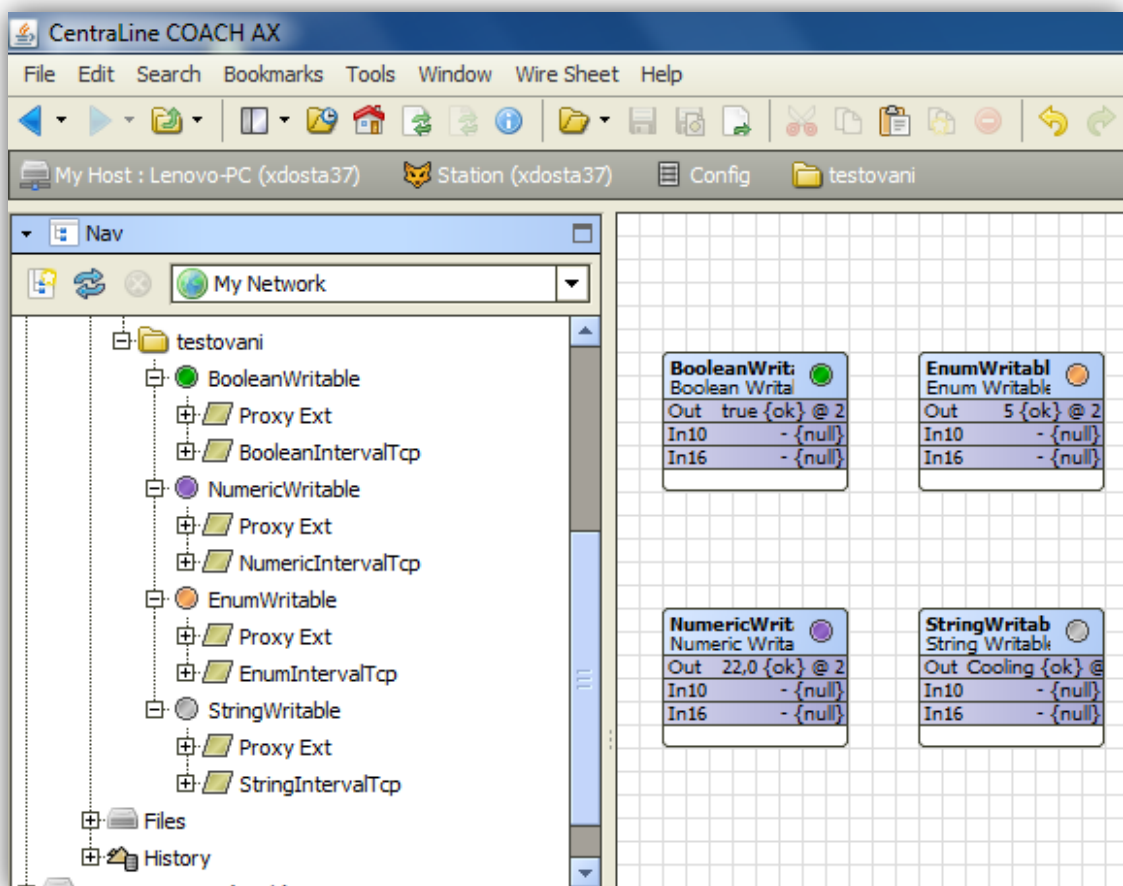 CentraLine COACH AX
File Edit Search Bookmarks Tools Window Wire Sheet Help
My Host : Lenovo-PC (xdosta37) Station (xdosta37) Config testovani
Nav
My Network
testovani
BooleanWritable
Proxy Ext
BooleanIntervalTcp
NumericWritable
Proxy Ext
NumericIntervalTcp
EnumWritable
Proxy Ext
EnumIntervalTcp
StringWritable
Proxy Ext
StringIntervalTcp
Files
History
BooleanWrit
Boolean Writal
Out true {ok} @ 2
In10 - {null}
In16 - {null}
EnumWritabl
Enum Writable
Out 5 {ok} @ 2
In10 - {null}
In16 - {null}
NumericWrit
Numeric Writa
Out 22,0 {ok} @ 2
In10 - {null}
In16 - {null}
StringWritab
String Writabl
Out Cooling {ok} @
In10 - {null}
In16 - {null}